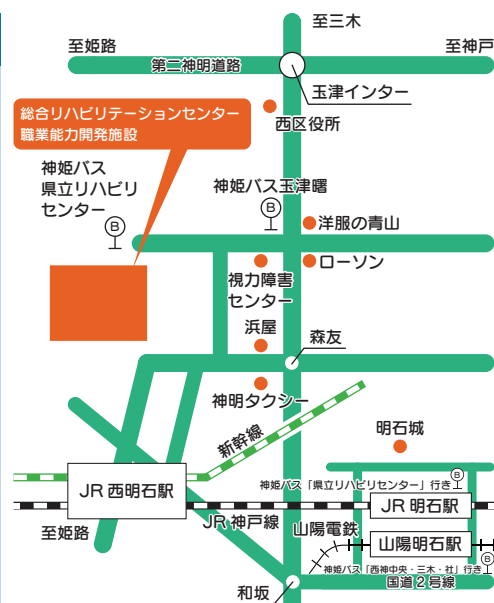 至三木
至姫路
第二神明道路
至神戸
玉津インター
西区役所
総合リハビリテーションセンター
職業能力開発施設
神姫バス
県立リハビリ
センター
B
神姫バス玉津曙
B
洋服の青山
ローソン
視力障害
センター
浜屋
森友
神明タクシー
新幹線
明石城
神姫バス「県立リハビリセンター」行き
B
JR 西明石駅
JR 明石駅
至姫路
JR 神戸線
山陽電鉄
山陽明石駅
神姫バス「西神中央・三木・社」行き
B
国道2号線
和坂